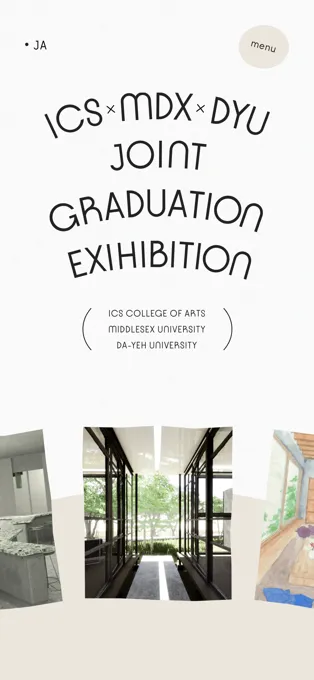 • JA
menu
ICS×MDX×DYU
JOINT
GRADUATION
EXIHIBITION
ICS COLLEGE OF ARTS
MIDDLESEX UNIVERSITY
DA-YEH UNIVERSITY